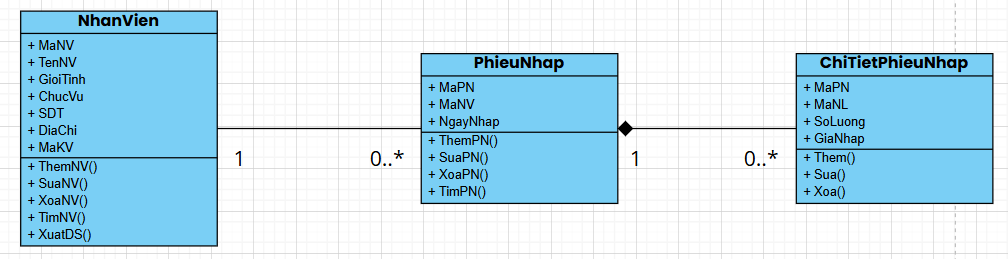 NhanVien
+ MaNV
+ TenNV
+ GioiTinh
+ ChucVu
+ SDT
+ DiaChi
+ MaKV
+ ThemNV()
+ SuaNV()
+ XoaNV()
+ TimNV()
+ XuatDS()
1
0..*
PhieuNhap
+ MaPN
+ MaNV
+ NgayNhap
+ ThemPN()
+ SuaPN()
+ XoaPN()
+ TimPN()
1
0..*
ChiTietPhieuNhap
+ MaPN
+ MaNL
+ SoLuong
+ GiaNhap
+ Them()
+ Sua()
+ Xoa()